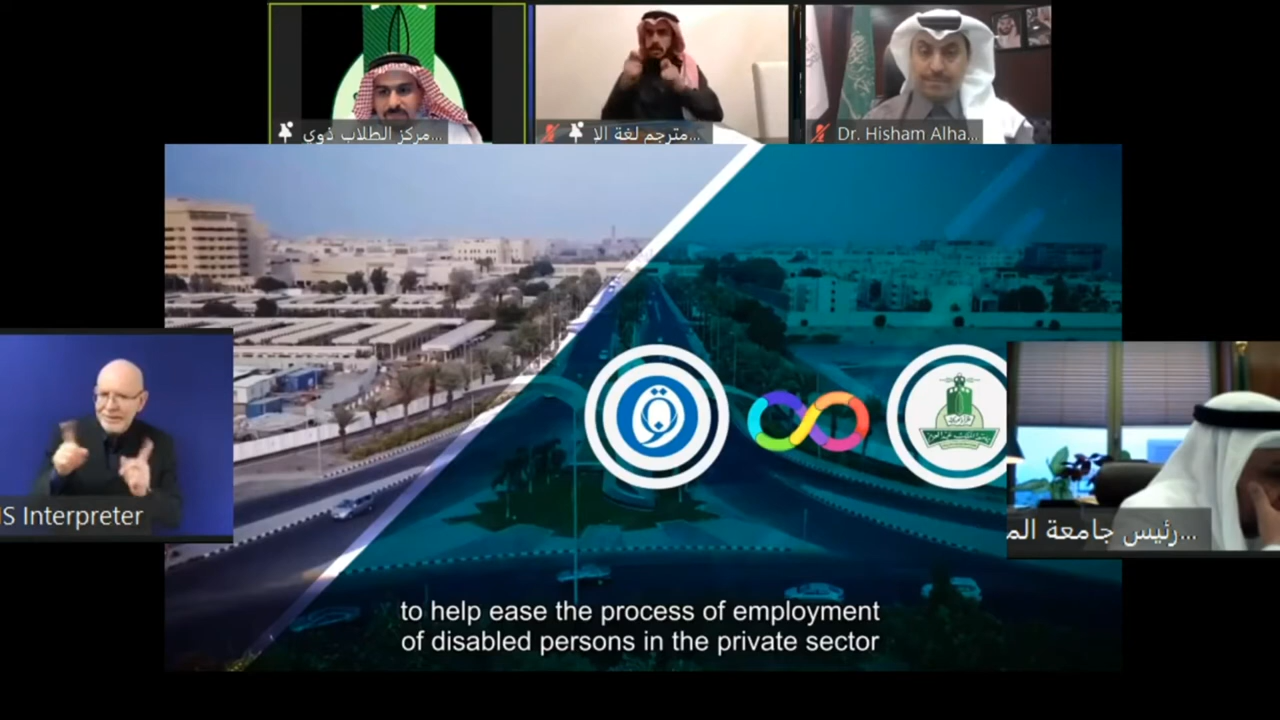 مركز الطلاب ذوي...
مترجم لغة الإ...
Dr. Hisham Alha...
IS Interpreter
رئيس جامعة الم...
to help ease the process of employment
of disabled persons in the private sector